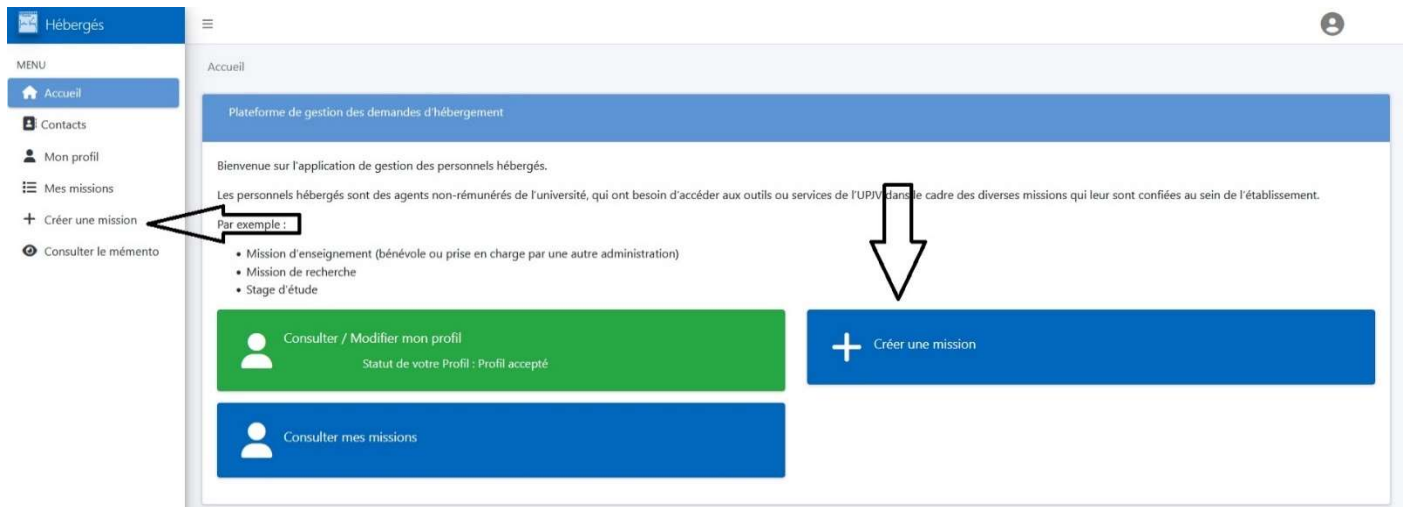 Hébergés
MENU
Accueil
Contacts
Mon profil
Mes missions
Créer une mission
Consulter le mémento
Accueil
Plateforme de gestion des demandes d'hébergement
Bienvenue sur l'application de gestion des personnels hébergés.
Les personnels hébergés sont des agents non-rémunérés de l'université, qui ont besoin d'accéder aux outils ou services de l'UPJV dans le cadre des diverses missions qui leur sont confiées au sein de l'établissement.
Par exemple :
• Mission d'enseignement (bénévole ou prise en charge par une autre administration)
• Mission de recherche
• Stage d'étude
Consulter / Modifier mon profil
Statut de votre Profil : Profil accepté
Créer une mission
Consulter mes missions